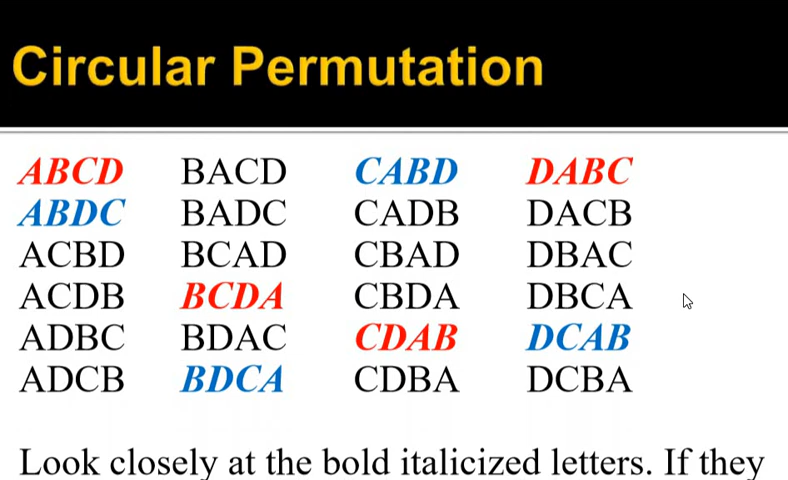 Circular Permutation
ABCD BACD CABD DABC
ABDC BADC CADB DACB
ACBD BCAD CBAD DBAC
ACDB BCDA CBDA DBCA
ADBC BDAC CDAB DCAB
ADCB BDCA CDBA DCBA
Look closely at the bold italicized letters. If they